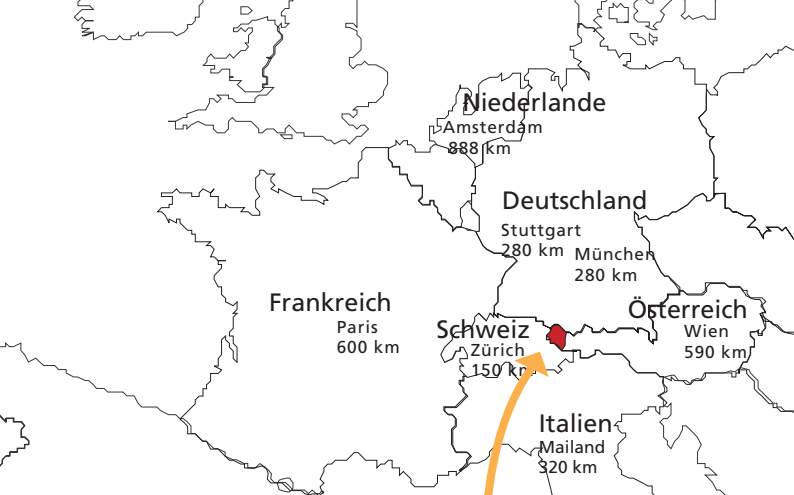 Niederlande
Amsterdam
888 km
Deutschland
Stuttgart
280 km
München
280 km
Frankreich
Paris
600 km
Schweiz
Zürich
150 km
Österreich
Wien
590 km
Italien
Mailand
320 km